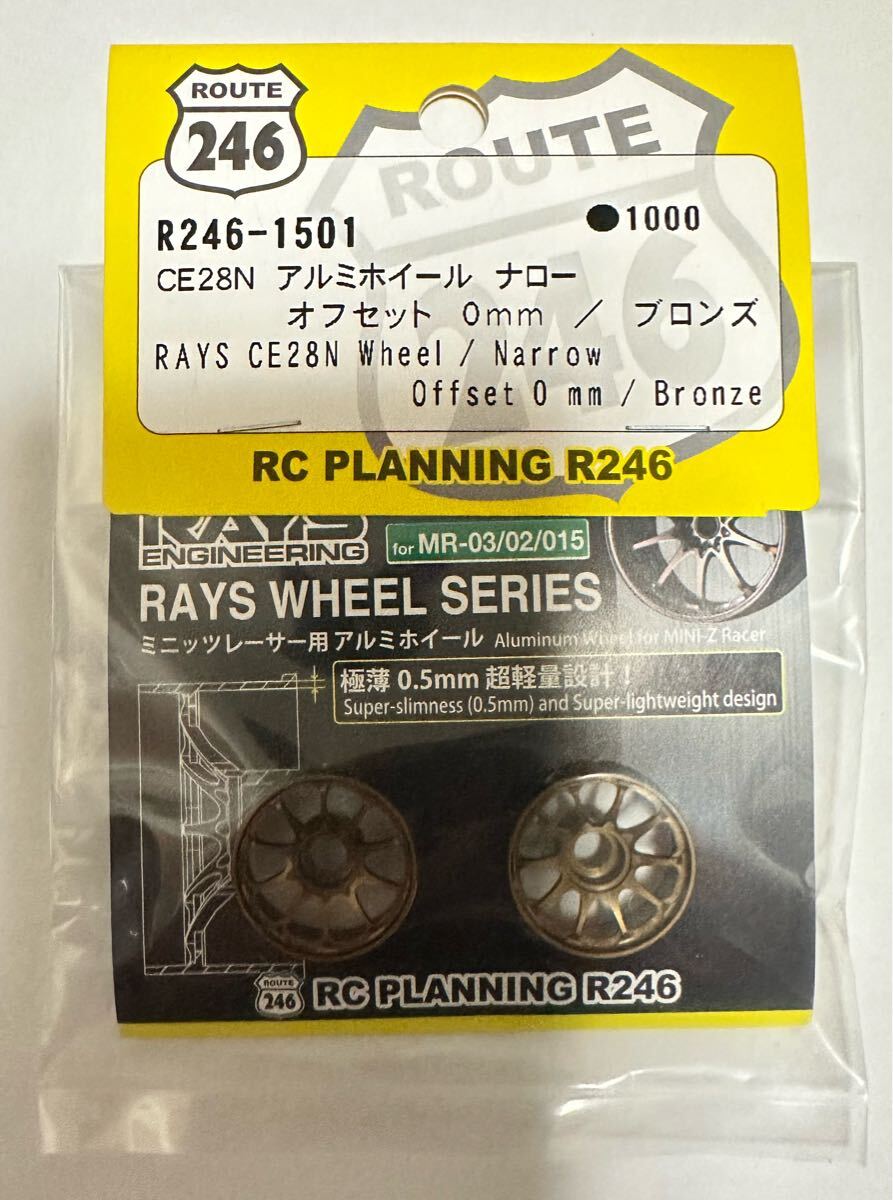 ROUTE
246
ROUTE
246
R246-1501
●1000
CE28N アルミホイール ナロー
オフセット 0mm / ブロンズ
RAYS CE28N Wheel / Narrow
Offset 0 mm / Bronze
RC PLANNING R246
RAYS
ENGINEERING
for MR-03/02/015
RAYS WHEEL SERIES
ミニッツレーサー用 アルミホイール Aluminum Wheel for MINI-Z Racer
極薄 0.5mm 超軽量設計！
Super-slimness (0.5mm) and Super-lightweight design
ROUTE
246
RC PLANNING R246